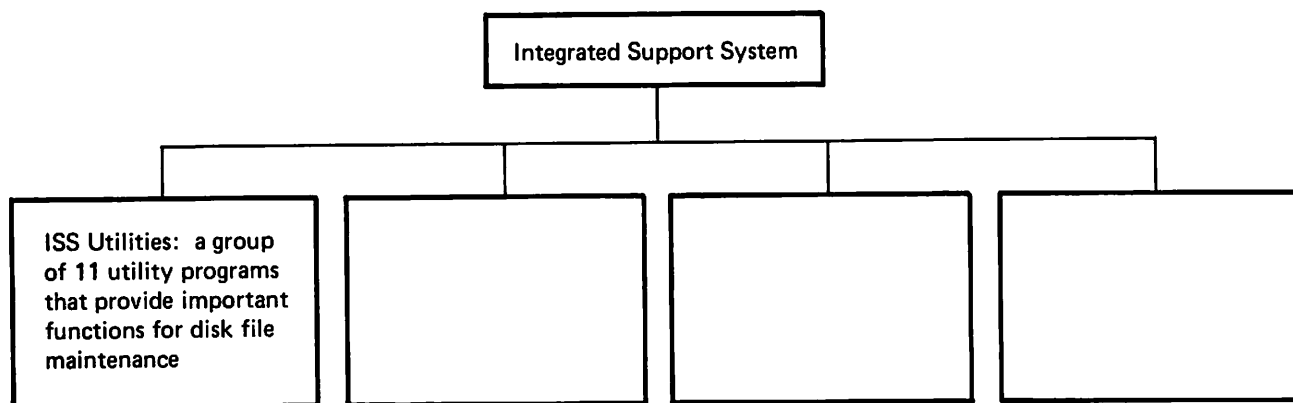 Integrated Support System
ISS Utilities: a group
of 11 utility programs
that provide important
functions for disk file
maintenance